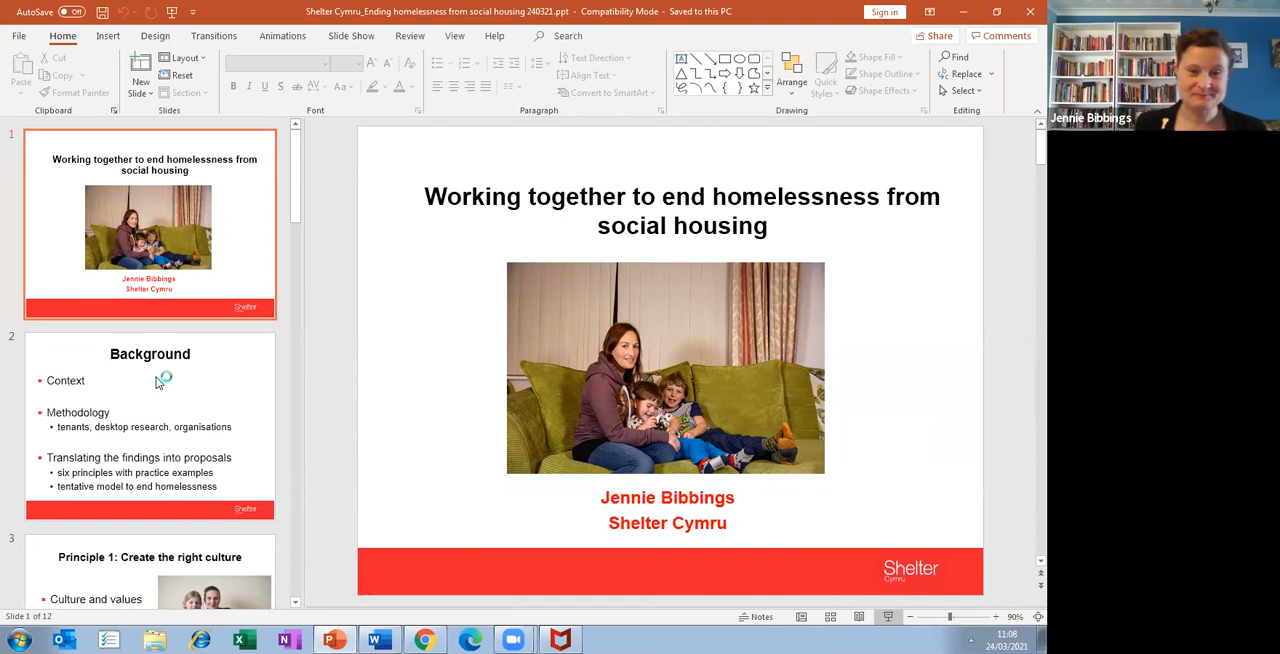 AutoSave
Off
Shelter Cymru_Ending homelessness from social housing 240321.ppt - Compatibility Mode - Saved to this PC
Sign in
File
Home
Insert
Design
Transitions
Animations
Slide Show
Review
View
Help
Search
Share
Comments
Paste
Cut
Copy
Format Painter
Clipboard
New
Slide
Layout
Reset
Section
Slides
Font
Paragraph
Text Direction
Align Text
Convert to SmartArt
Arrange
Quick
Styles
Shape Fill
Shape Outline
Shape Effects
Drawing
Find
Replace
Select
Editing
Jennie Bibbings
1
Working together to end homelessness from
social housing
Jennie Bibbings
Shelter Cymru
Shelter
2
Background
Context
Methodology
tenants, desktop research, organisations
Translating the findings into proposals
six principles with practice examples
tentative model to end homelessness
Shelter
3
Principle 1: Create the right culture
Culture and values
Working together to end homelessness from
social housing
Jennie Bibbings
Shelter Cymru
Shelter
Cymru
Slide 1 of 12
Notes
90%
11:08
24/03/2021